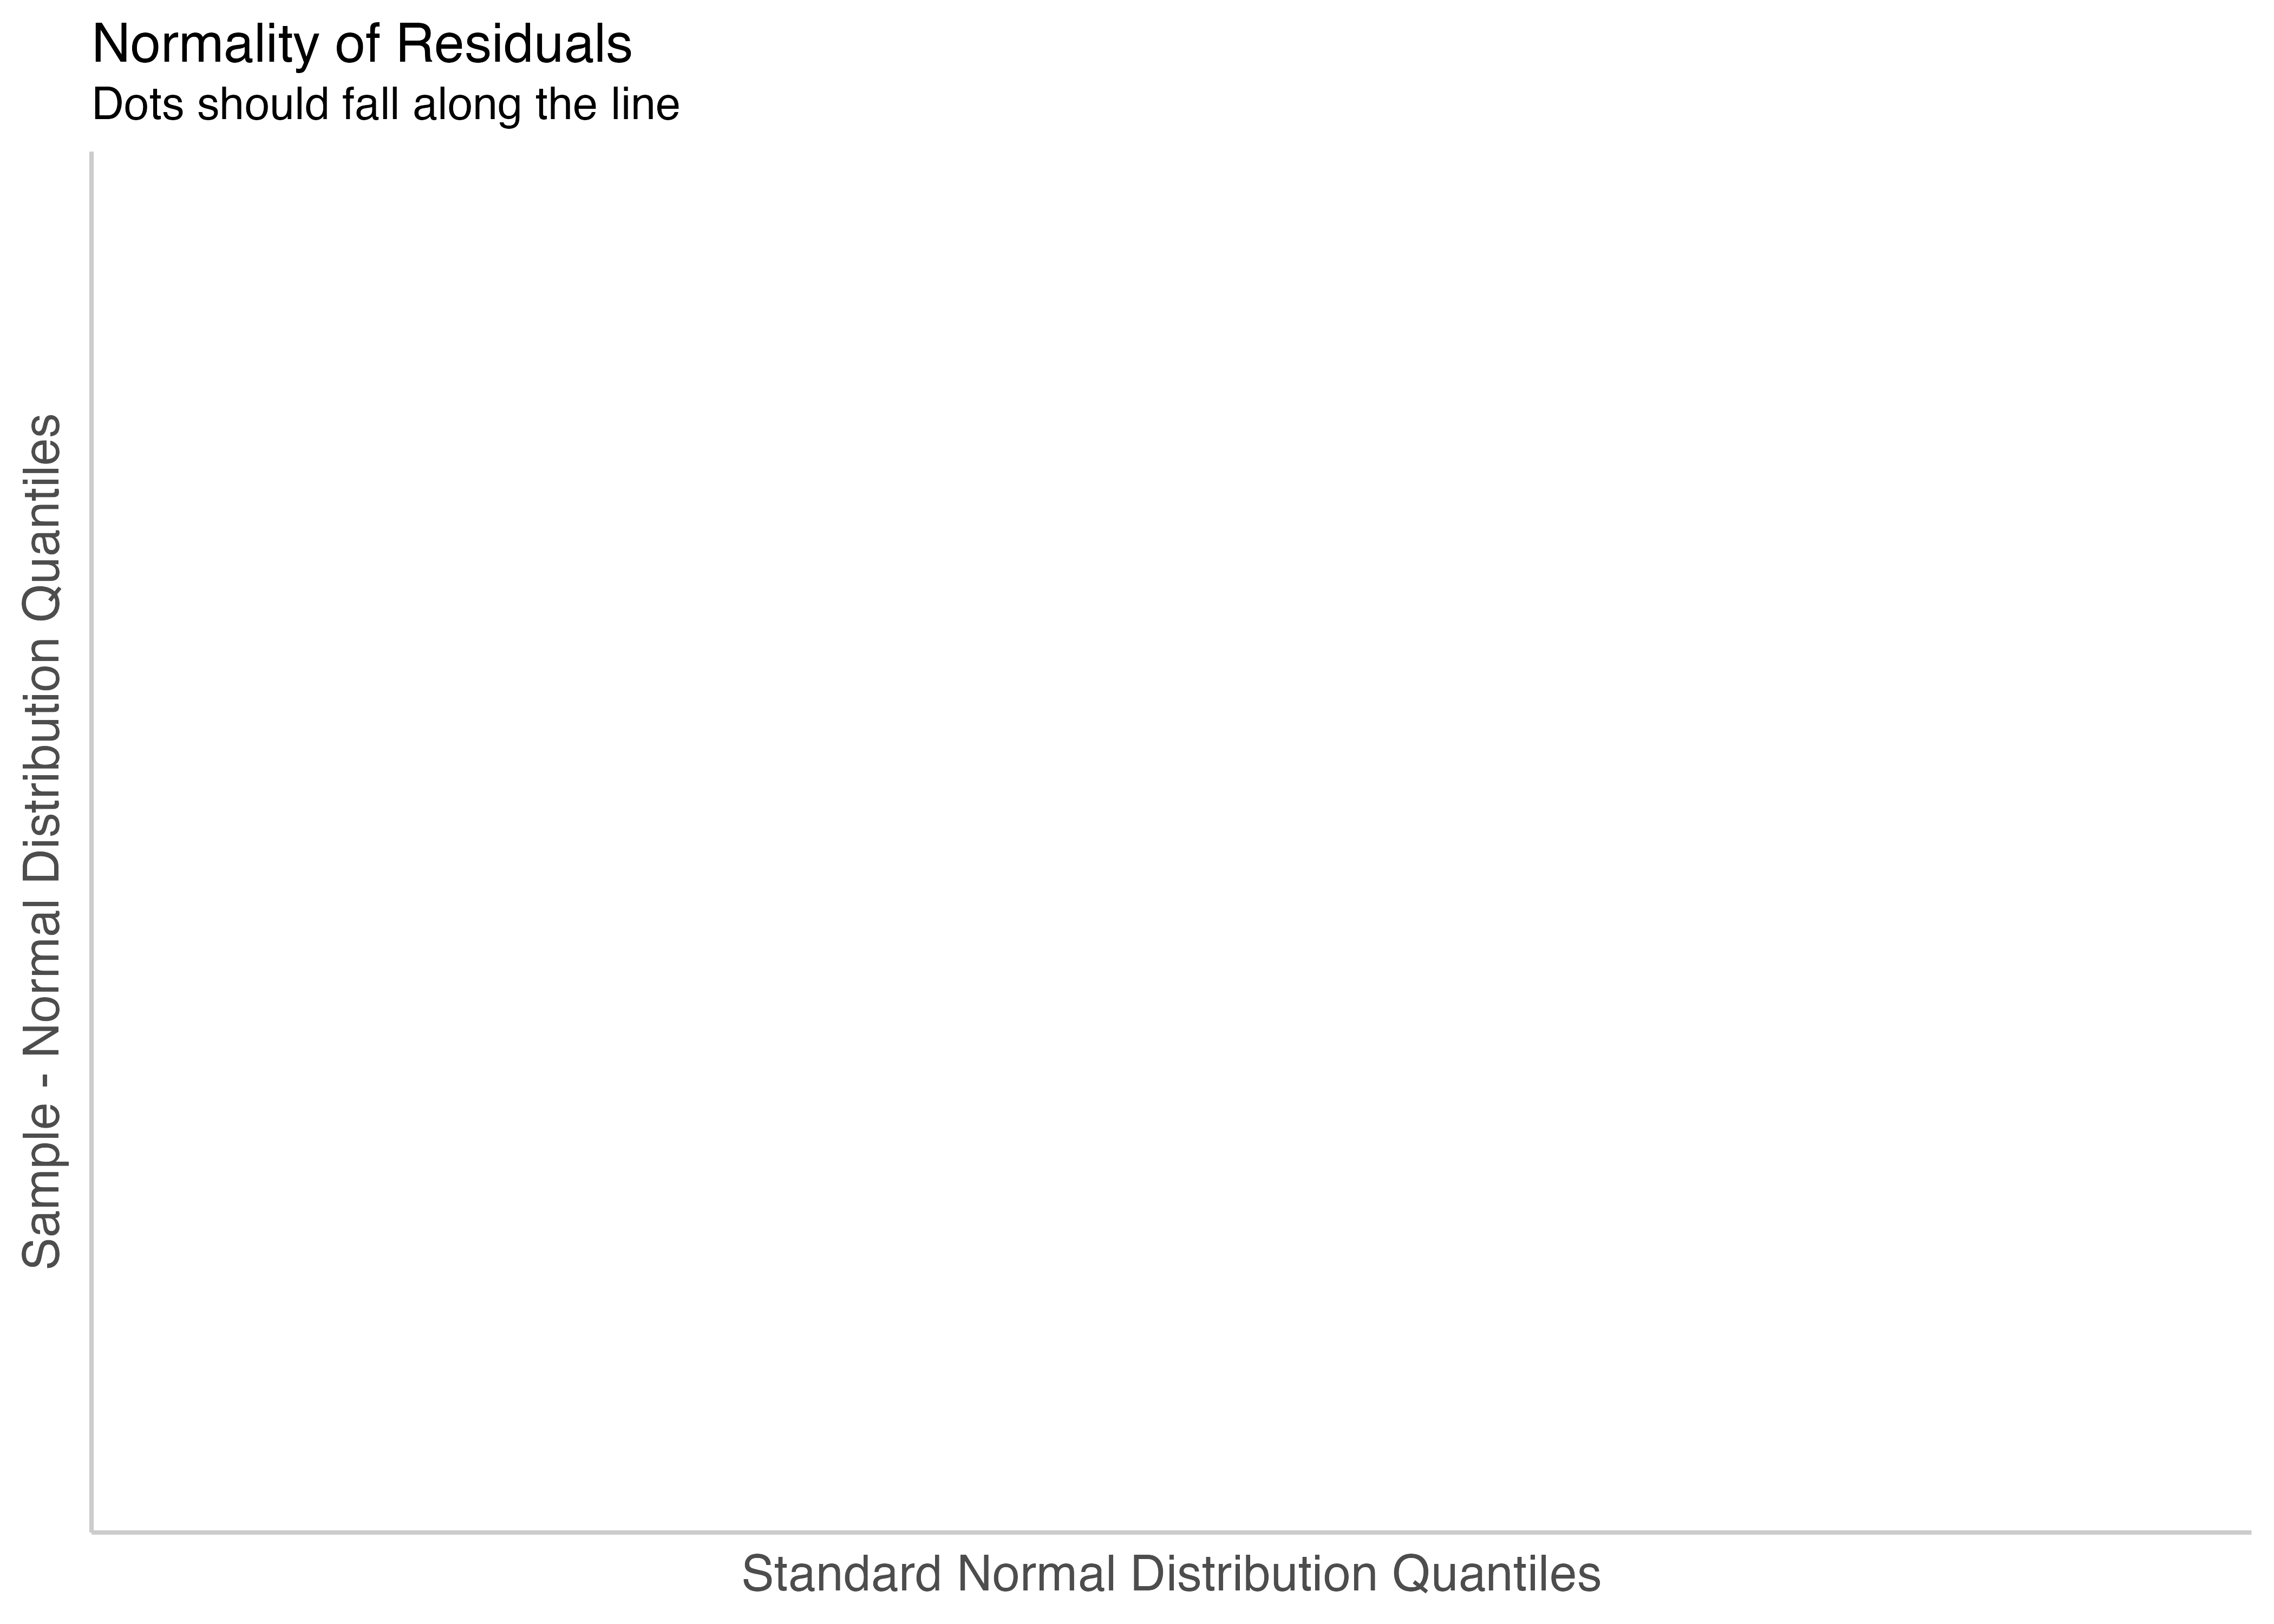 Normality of Residuals
Dots should fall along the line
Sample - Normal Distribution Quantiles
Standard Normal Distribution Quantiles